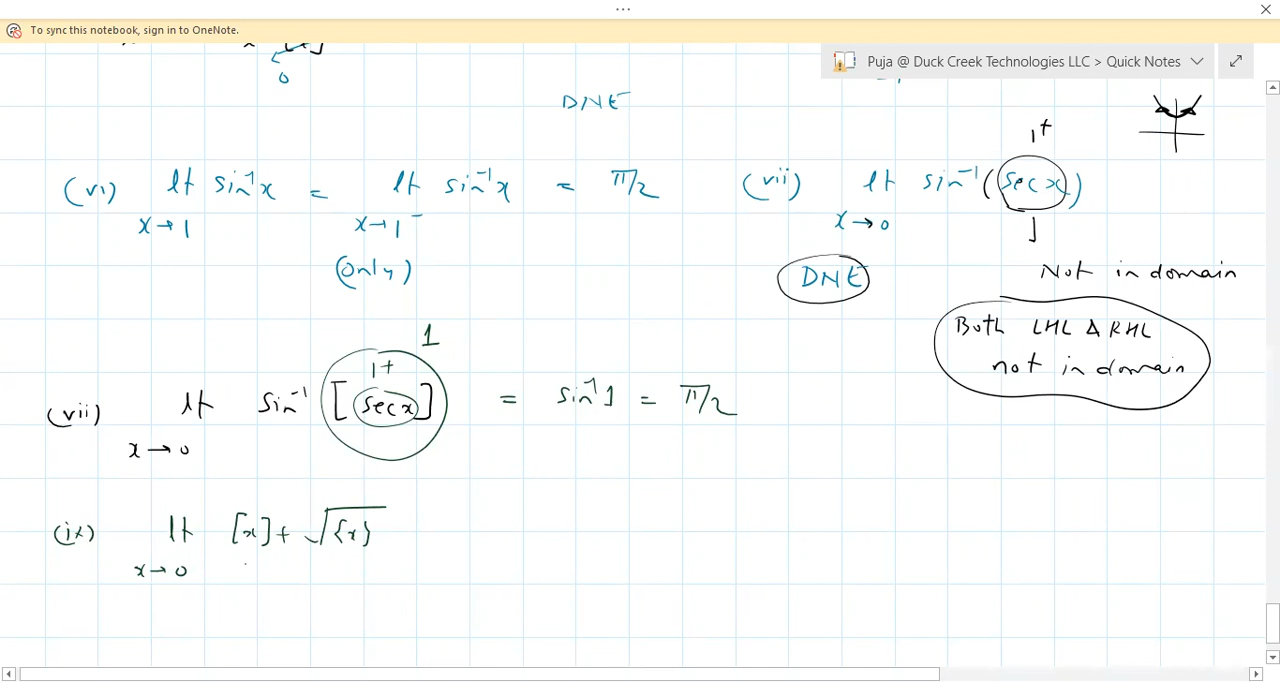 ...
To sync this notebook, sign in to OneNote.
Puja @ Duck Creek Technologies LLC > Quick Notes
0
DNE
(vi) lt sin⁻¹x = lt sin⁻¹x = π/2
x→1 x→1⁻
(only)
(vii) lt sin⁻¹(sec x)
x→0
1⁺
DNE
Not in domain
Both LHL & RHL
not in domain
(vii) lt sin⁻¹[sec x] = sin⁻¹1 = π/2
x→0
1⁺
1
(ix) lt [x]+√{x}
x→0